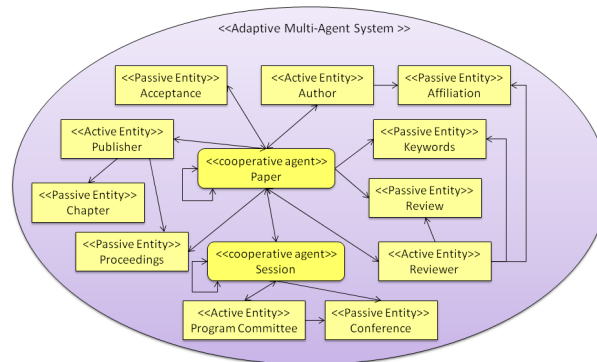 <<Adaptive Multi-Agent System >>
<<Passive Entity>>
Acceptance
<<Active Entity>>
Author
<<Passive Entity>>
Affiliation
<<Active Entity>>
Publisher
<<Passive Entity>>
Keywords
<<cooperative agent>>
Paper
<<Passive Entity>>
Chapter
<<Passive Entity>>
Review
<<Passive Entity>>
Proceedings
<<cooperative agent>>
Session
<<Active Entity>>
Reviewer
<<Active Entity>>
Program Committee
<<Passive Entity>>
Conference